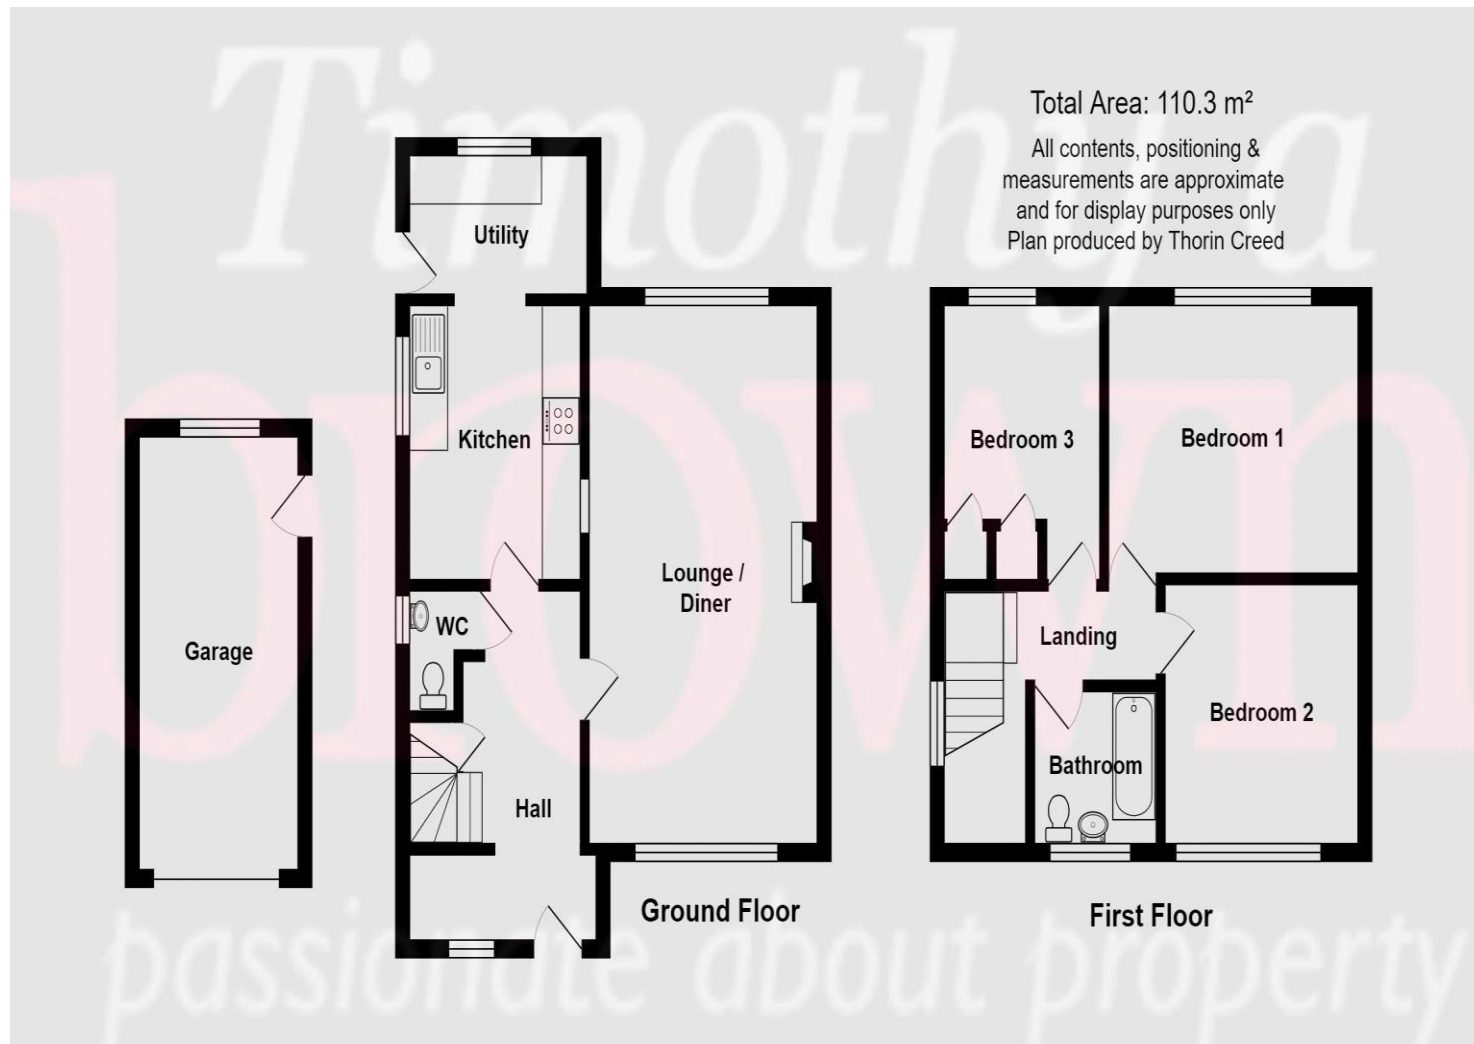 Timothy a
brown
passionate about property
Total Area: 110.3 m²
All contents, positioning &
measurements are approximate
and for display purposes only
Plan produced by Thorin Creed
Utility
Kitchen
Lounge /
Diner
WC
Garage
Hall
Ground Floor
Bedroom 3
Bedroom 1
Landing
Bedroom 2
Bathroom
First Floor